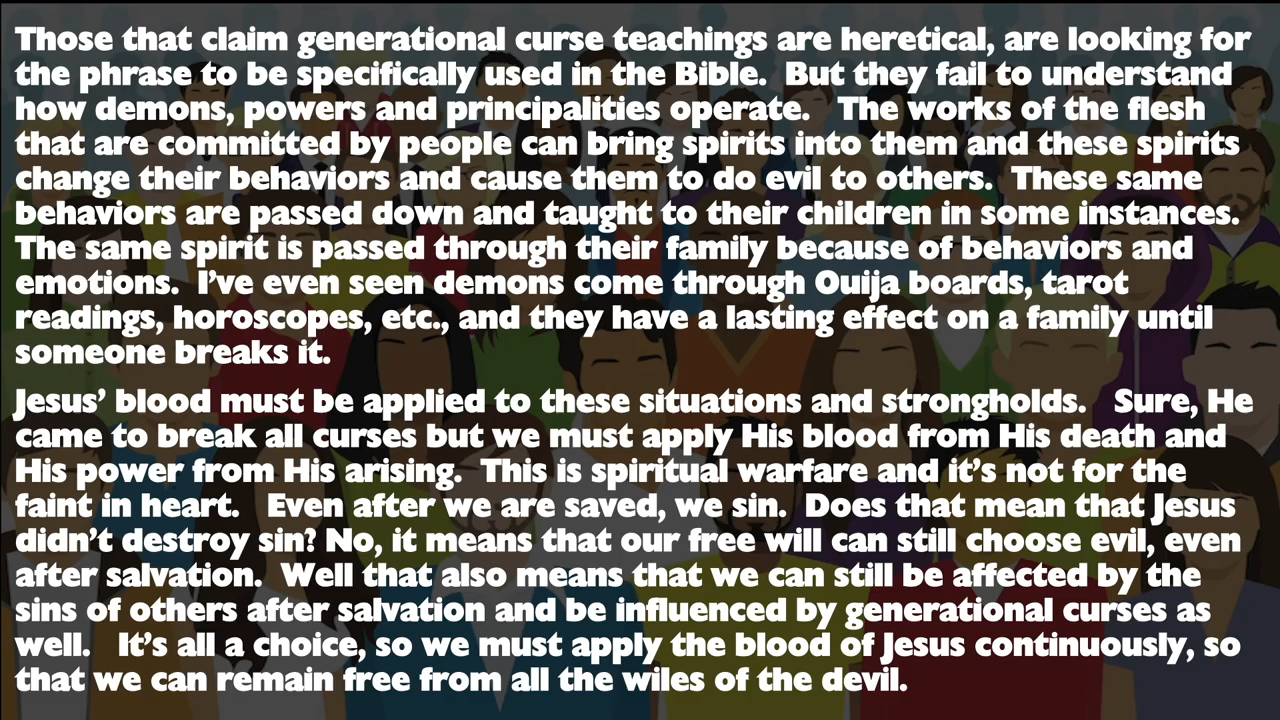 Those that claim generational curse teachings are heretical, are looking for
the phrase to be specifically used in the Bible.  But they fail to understand
how demons, powers and principalities operate.   The works of the flesh
that are committed by people can bring spirits into them and these spirits
change their behaviors and cause them to do evil to others.  These same
behaviors are passed down and taught to their children in some instances.
The same spirit is passed through their family because of behaviors and
emotions.  I've even seen demons come through Ouija boards, tarot
readings, horoscopes, etc., and they have a lasting effect on a family until
someone breaks it.
Jesus' blood must be applied to these situations and strongholds.   Sure, He
came to break all curses but we must apply His blood from His death and
His power from His arising.  This is spiritual warfare and it's not for the
faint in heart.   Even after we are saved, we sin.  Does that mean that Jesus
didn't destroy sin? No, it means that our free will can still choose evil, even
after salvation.  Well that also means that we can still be affected by the
sins of others after salvation and be influenced by generational curses as
well.   It's all a choice, so we must apply the blood of Jesus continuously, so
that we can remain free from all the wiles of the devil.